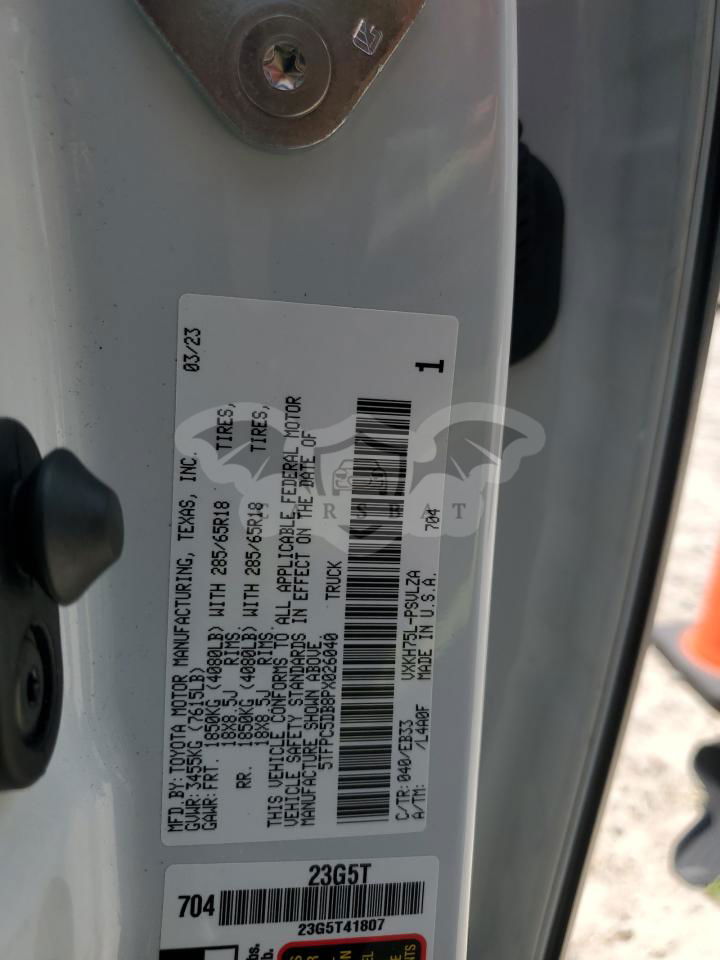 MFD.BY:TOYOTA MOTOR MANUFACTURING, TEXAS, INC. 03/23
GVWR:3455KG (7615LB)
GAWR:FRT. 1850KG (4080LB) WITH 285/65R18 TIRES,
18X8.5J RIMS
RR. 1850KG (4080LB) WITH 285/65R18 TIRES,
18X8.5J RIMS.
THIS VEHICLE CONFORMS TO ALL APPLICABLE FEDERAL MOTOR
VEHICLE SAFETY STANDARDS IN EFFECT ON THE DATE OF
MANUFACTURE SHOWN ABOVE.
5TFPC5DB8PX026040 TRUCK
C/TR:040/EB33 VXKH75L-PSVLZA 704 1
A/TM: /L4A0F MADE IN U.S.A.
CARSBAT
704 23G5T
23G5T41807